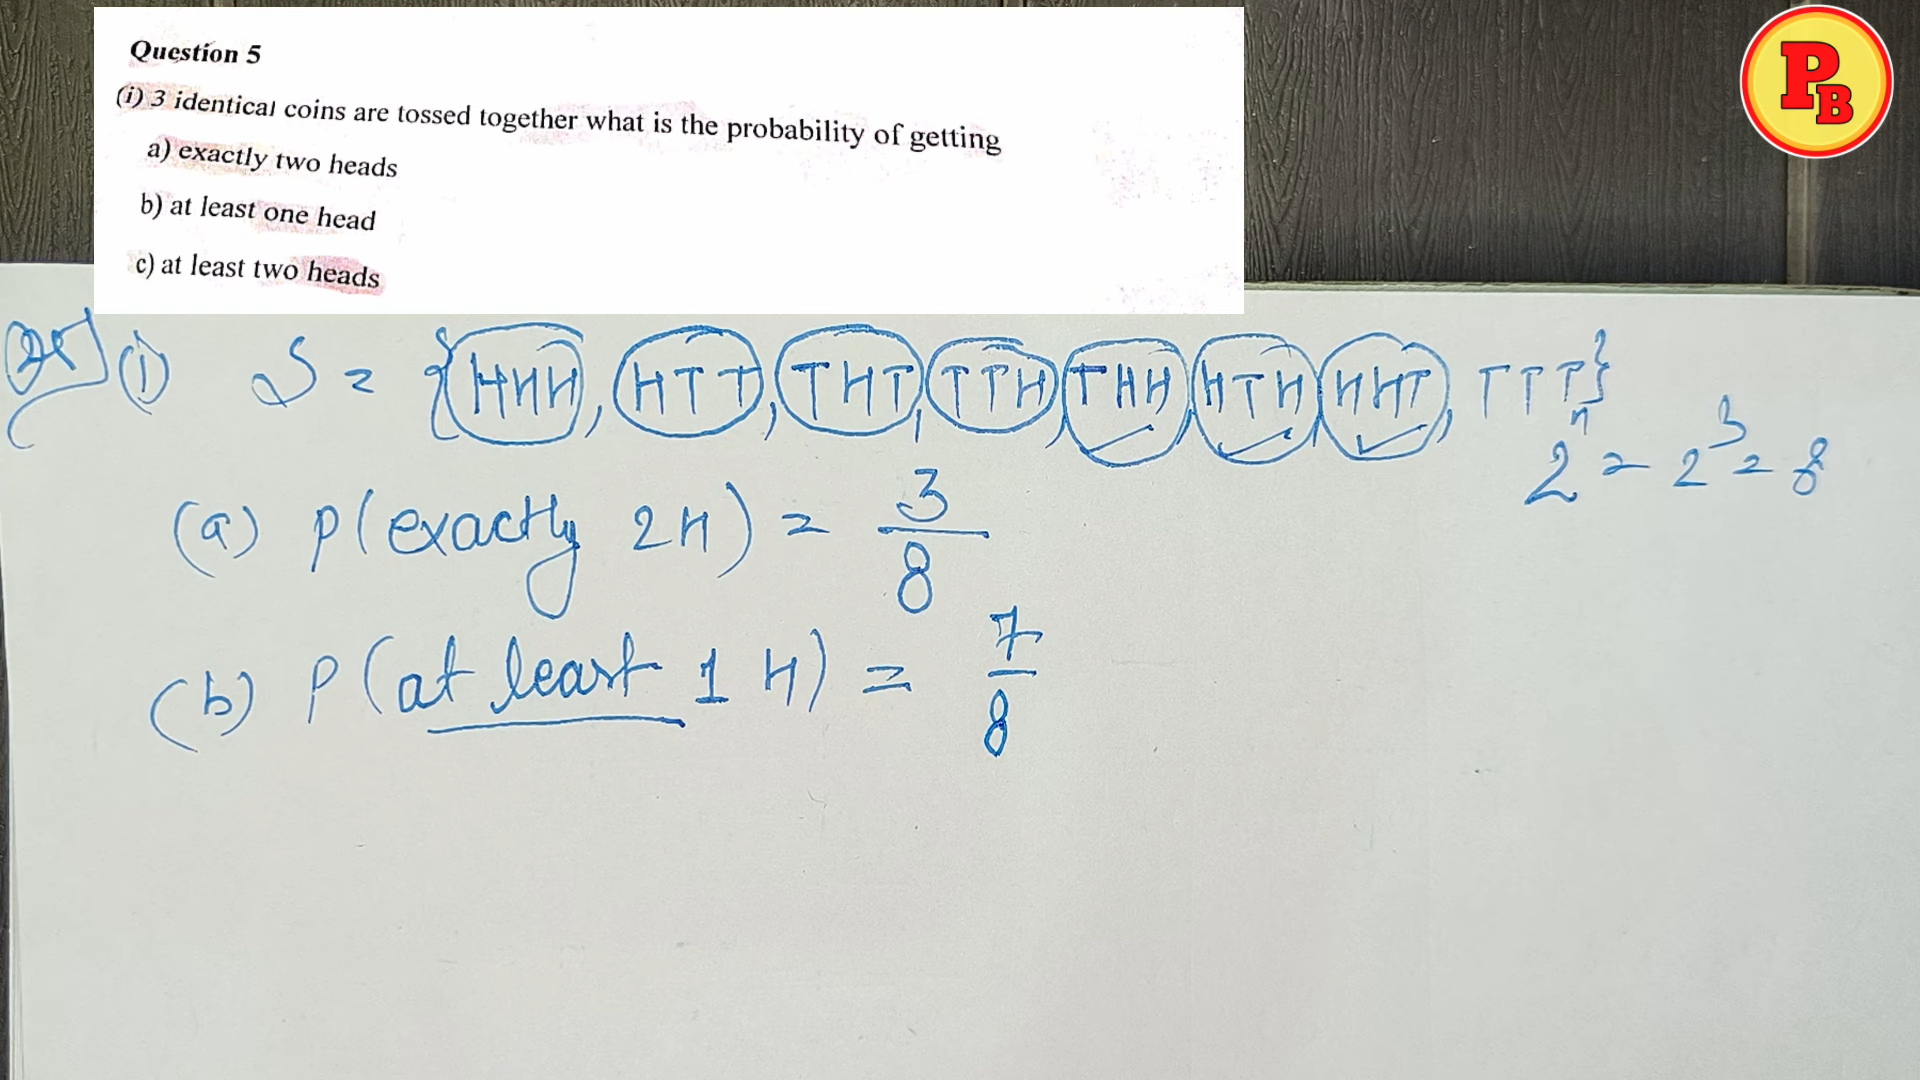 Question 5
(i) 3 identical coins are tossed together what is the probability of getting
a) exactly two heads
b) at least one head
c) at least two heads
PB
(i) S = {HHH, HTT, THT, TTH, THH, HTH, HHT, TTT}
2ⁿ = 2³ = 8
(a) P(exactly 2H) = 3/8
(b) P(at least 1 H) = 7/8